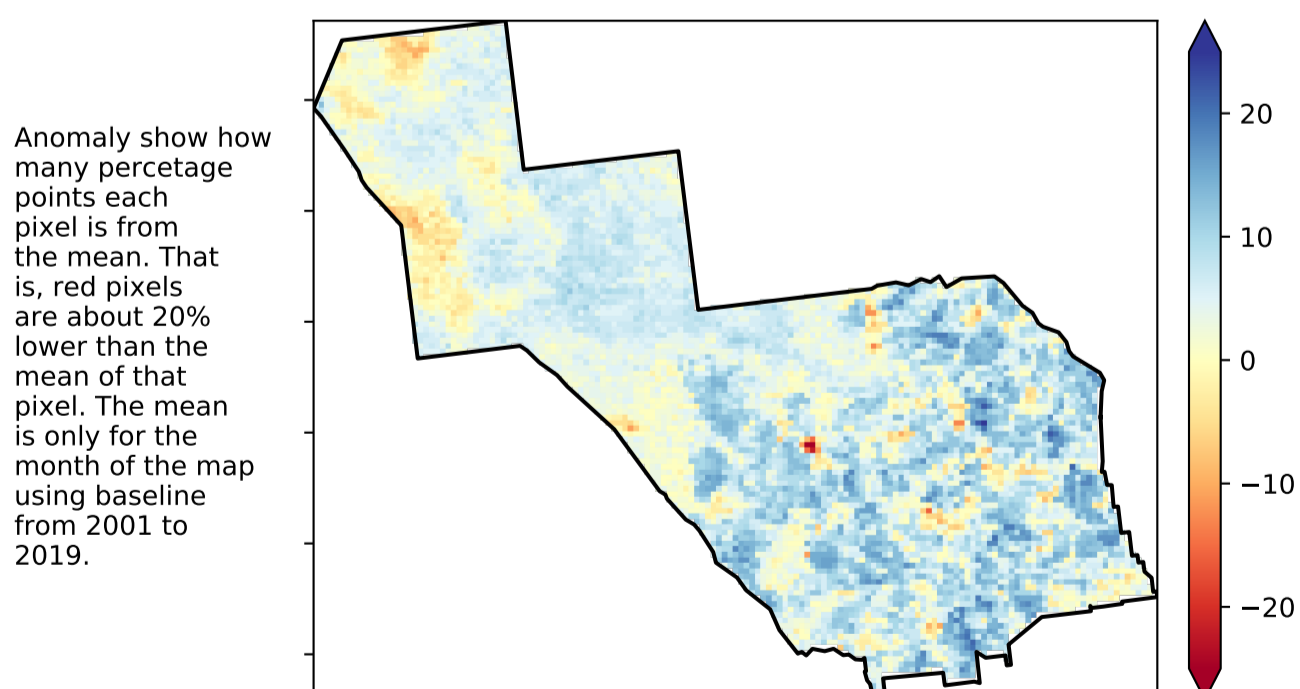 Anomaly show how
many percetage
points each
pixel is from
the mean. That
is, red pixels
are about 20%
lower than the
mean of that
pixel. The mean
is only for the
month of the map
using baseline
from 2001 to
2019.
20
10
0
−10
−20